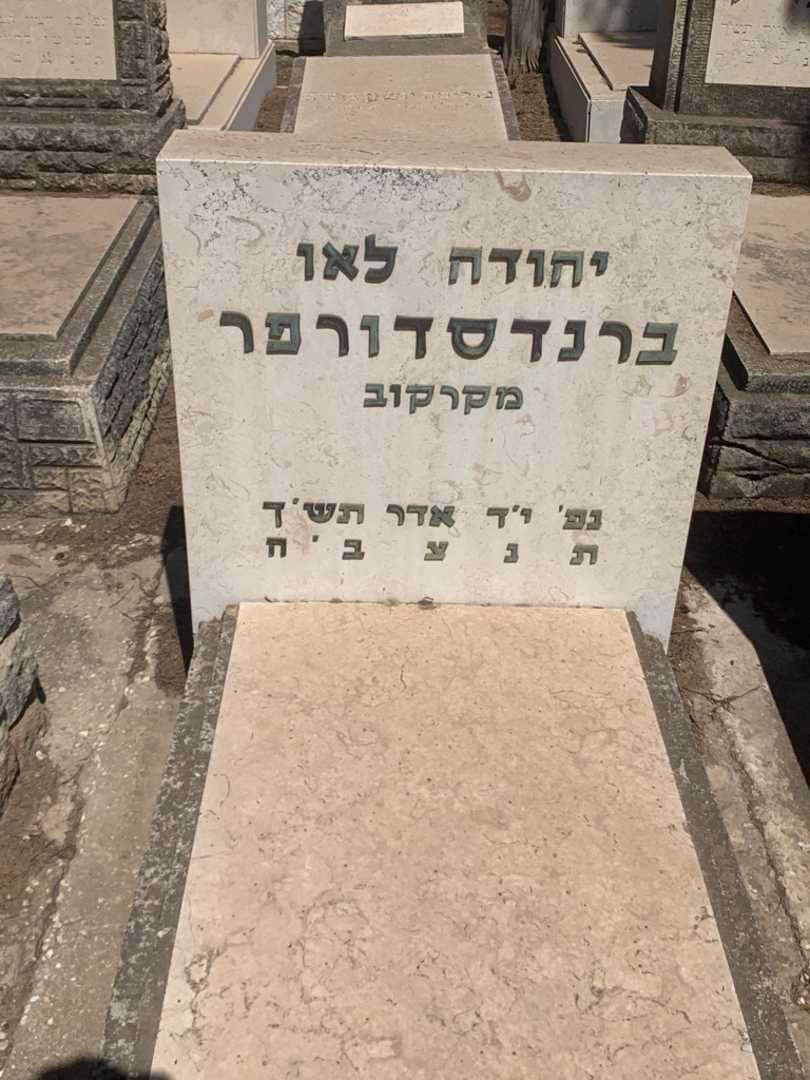 יהודה לאו
ברנדסדורפר
מקרקוב
נפ' י'ד אדר תש'ך
ת נ צ ב' ה